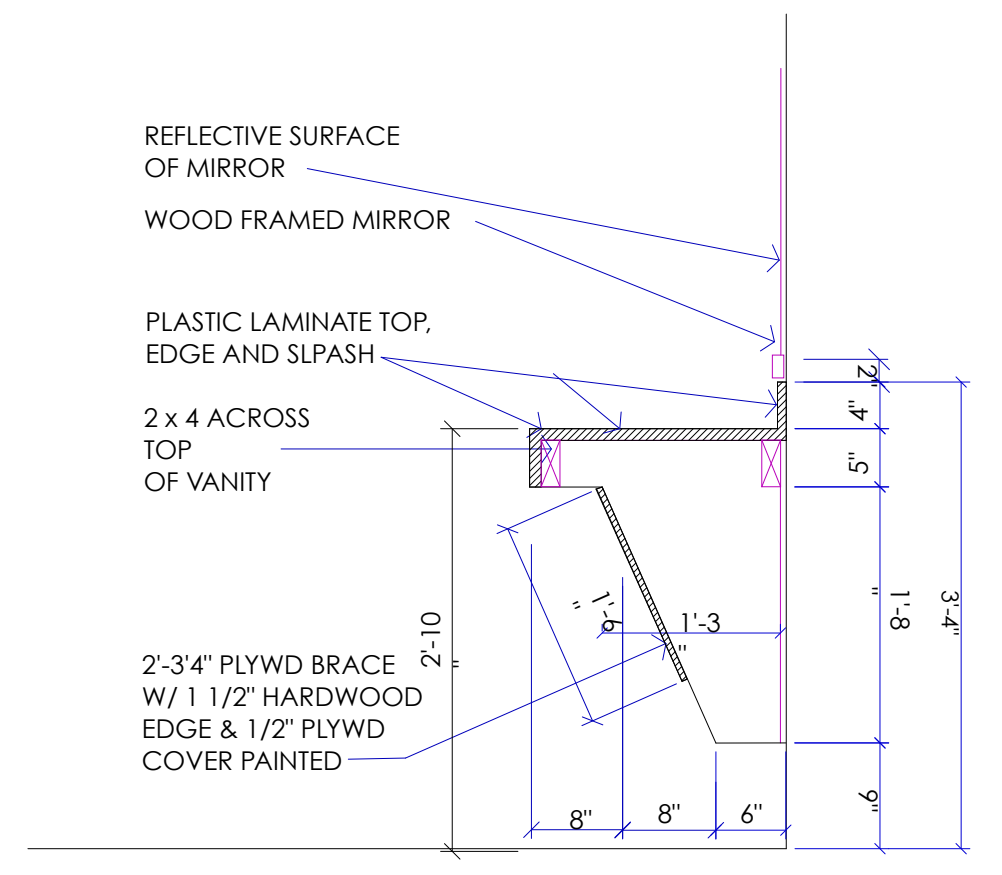 REFLECTIVE SURFACE
OF MIRROR
WOOD FRAMED MIRROR
PLASTIC LAMINATE TOP,
EDGE AND SLPASH
2 x 4 ACROSS
TOP
OF VANITY
2'-3'4" PLYWD BRACE
W/ 1 1/2" HARDWOOD
EDGE & 1/2" PLYWD
COVER PAINTED
2'-10
"
1'-6
"
1'-3
"
2"
4"
5"
1'-8
"
3'-4"
9"
8"
8"
6"